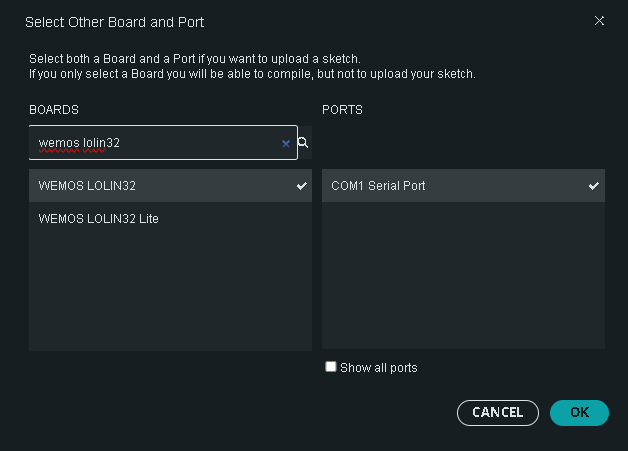 Select Other Board and Port
Select both a Board and a Port if you want to upload a sketch.
If you only select a Board you will be able to compile, but not to upload your sketch.
BOARDS
PORTS
wemos lolin32
WEMOS LOLIN32
COM1 Serial Port
WEMOS LOLIN32 Lite
Show all ports
CANCEL
OK